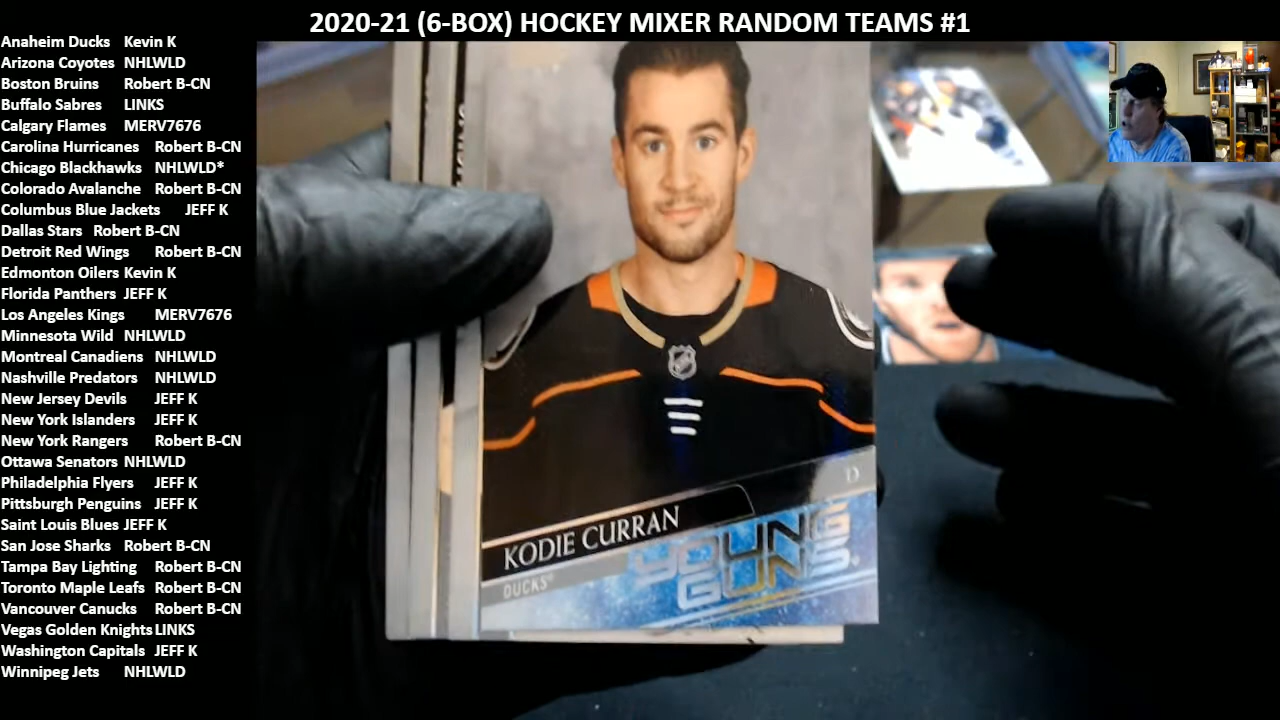 2020-21 (6-BOX) HOCKEY MIXER RANDOM TEAMS #1
Anaheim Ducks Kevin K
Arizona Coyotes NHLWLD
Boston Bruins Robert B-CN
Buffalo Sabres LINKS
Calgary Flames MERV7676
Carolina Hurricanes Robert B-CN
Chicago Blackhawks NHLWLD*
Colorado Avalanche Robert B-CN
Columbus Blue Jackets JEFF K
Dallas Stars Robert B-CN
Detroit Red Wings Robert B-CN
Edmonton Oilers Kevin K
Florida Panthers JEFF K
Los Angeles Kings MERV7676
Minnesota Wild NHLWLD
Montreal Canadiens NHLWLD
Nashville Predators NHLWLD
New Jersey Devils JEFF K
New York Islanders JEFF K
New York Rangers Robert B-CN
Ottawa Senators NHLWLD
Philadelphia Flyers JEFF K
Pittsburgh Penguins JEFF K
Saint Louis Blues JEFF K
San Jose Sharks Robert B-CN
Tampa Bay Lighting Robert B-CN
Toronto Maple Leafs Robert B-CN
Vancouver Canucks Robert B-CN
Vegas Golden Knights LINKS
Washington Capitals JEFF K
Winnipeg Jets NHLWLD
NHL
D
KODIE CURRAN
DUCKS
YOUNG
GUNS